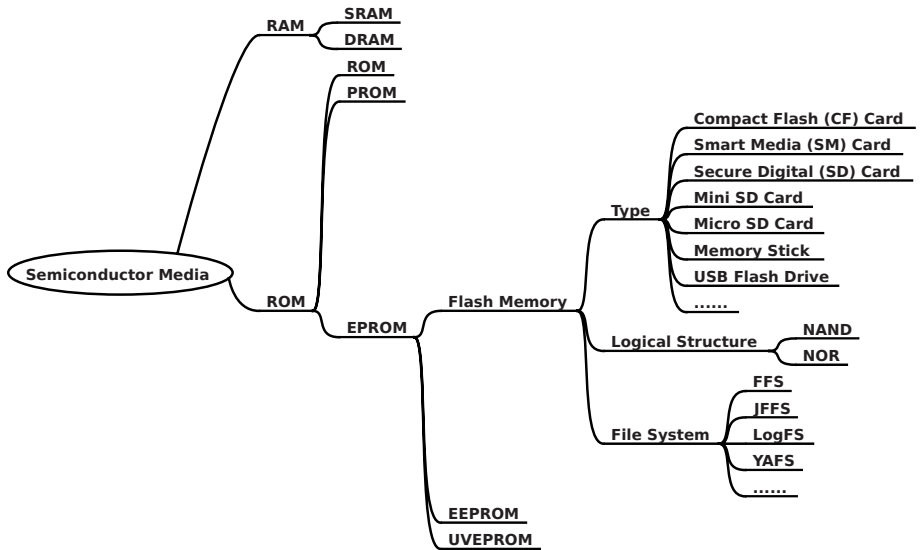 SRAM
RAM
DRAM
ROM
PROM
Compact Flash (CF) Card
Smart Media (SM) Card
Secure Digital (SD) Card
Mini SD Card
Type
Micro SD Card
Memory Stick
Semiconductor Media
USB Flash Drive
ROM
Flash Memory
......
EPROM
Logical Structure
NAND
NOR
FFS
JFFS
File System
LogFS
YAFS
......
EEPROM
UVEPROM